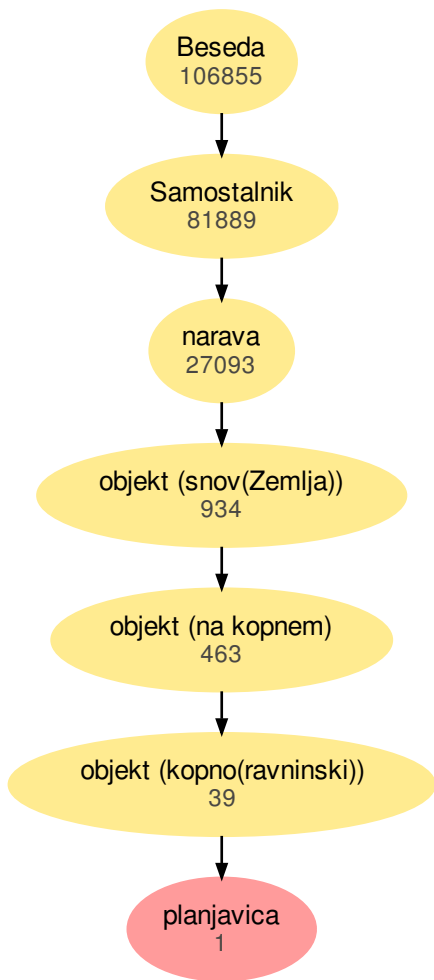 Beseda
106855
Samostalnik
81889
narava
27093
objekt (snov(Zemlja))
934
objekt (na kopnem)
463
objekt (kopno(ravninski))
39
planjavica
1